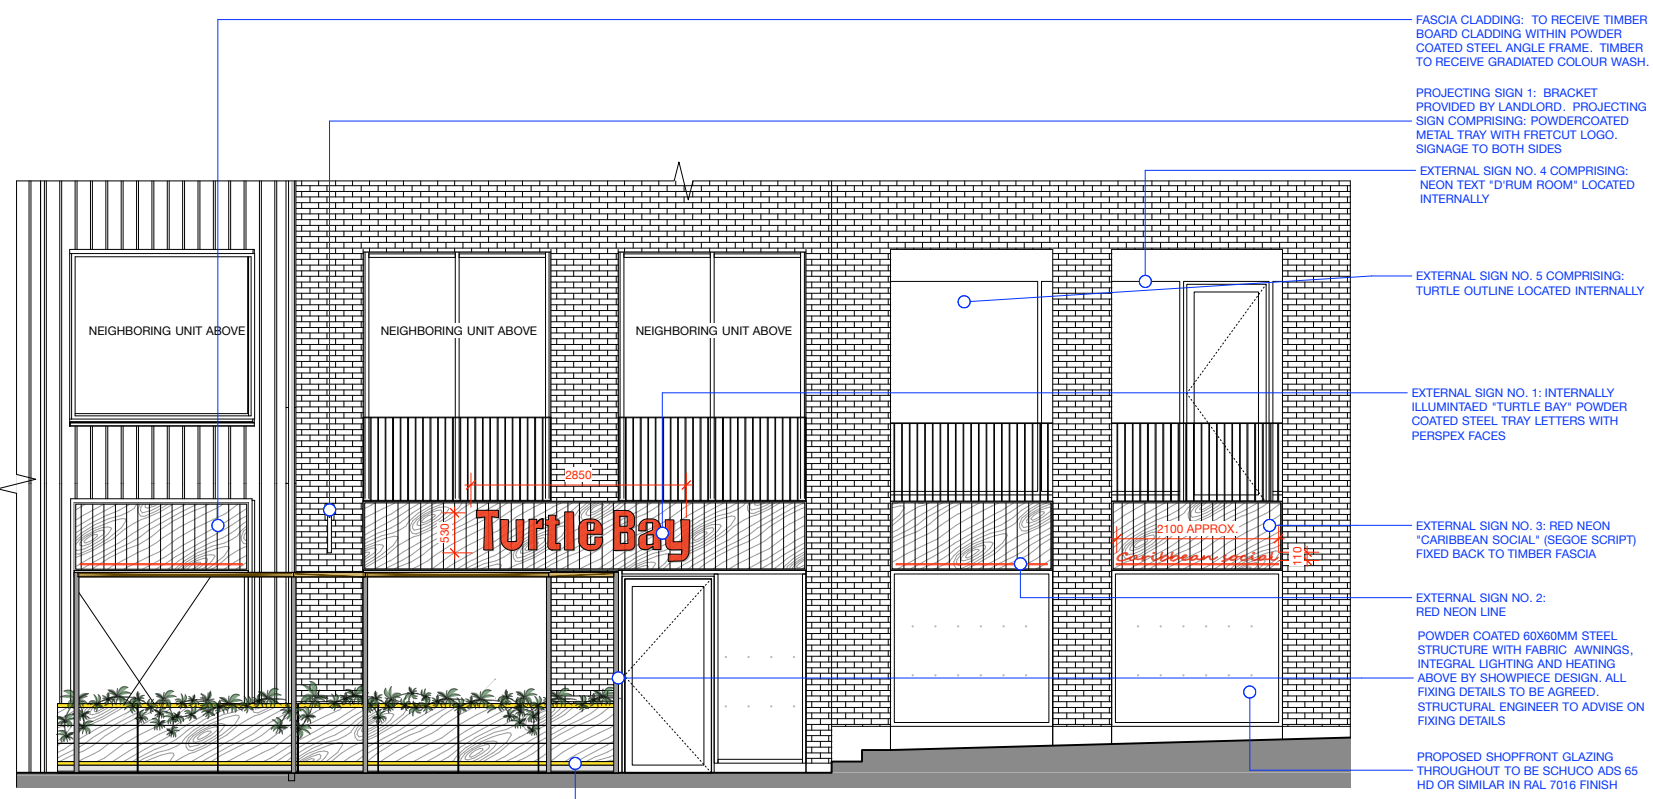 FASCIA CLADDING: TO RECEIVE TIMBER
BOARD CLADDING WITHIN POWDER
COATED STEEL ANGLE FRAME. TIMBER
TO RECEIVE GRADIATED COLOUR WASH.
PROJECTING SIGN 1: BRACKET
PROVIDED BY LANDLORD. PROJECTING
SIGN COMPRISING: POWDERCOATED
METAL TRAY WITH FRETCUT LOGO.
SIGNAGE TO BOTH SIDES
EXTERNAL SIGN NO. 4 COMPRISING:
NEON TEXT "D'RUM ROOM" LOCATED
INTERNALLY
EXTERNAL SIGN NO. 5 COMPRISING:
TURTLE OUTLINE LOCATED INTERNALLY
NEIGHBORING UNIT ABOVE
NEIGHBORING UNIT ABOVE
NEIGHBORING UNIT ABOVE
EXTERNAL SIGN NO. 1: INTERNALLY
ILLUMINTAED "TURTLE BAY" POWDER
COATED STEEL TRAY LETTERS WITH
PERSPEX FACES
2850
530
Turtle Bay
2100 APPROX.
Caribbean social
110
EXTERNAL SIGN NO. 3: RED NEON
"CARIBBEAN SOCIAL" (SEGOE SCRIPT)
FIXED BACK TO TIMBER FASCIA
EXTERNAL SIGN NO. 2:
RED NEON LINE
POWDER COATED 60X60MM STEEL
STRUCTURE WITH FABRIC AWNINGS,
INTEGRAL LIGHTING AND HEATING
ABOVE BY SHOWPIECE DESIGN. ALL
FIXING DETAILS TO BE AGREED.
STRUCTURAL ENGINEER TO ADVISE ON
FIXING DETAILS
PROPOSED SHOPFRONT GLAZING
THROUGHOUT TO BE SCHUCO ADS 65
HD OR SIMILAR IN RAL 7016 FINISH